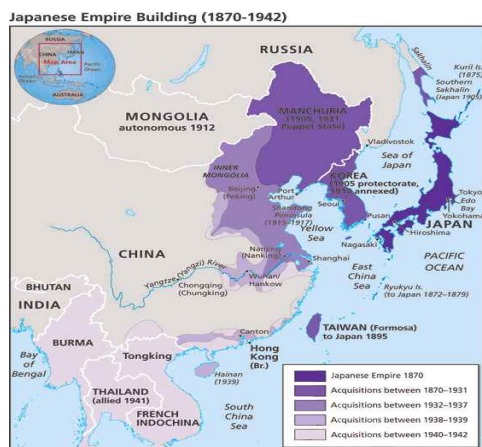 Japanese Empire Building (1870-1942)
RUSSIA
CHINA
JAPAN
Map Area
Pacific
Ocean
Indian
Ocean
AUSTRALIA
RUSSIA
Sakhalin
Kuril Is.
(1875)
Southern
Sakhalin
(Japan 1905)
MONGOLIA
autonomous 1912
MANCHURIA
(1905, 1931
Puppet State)
Vladivostok
INNER
MONGOLIA
Sea of
Japan
KOREA
(1905 protectorate,
1910 annexed)
Beijing
(Peking)
Port
Arthur
Seoul
Tokyo
Edo
Bay
Yokohama
Shandong
Peninsula
(1915-1917)
Pusan
JAPAN
Yellow
Sea
Hiroshima
Nagasaki
CHINA
Nanjing
(Nanking)
Shanghai
PACIFIC
OCEAN
Yangtze (Yangzi) River
Wuhan/
Hankow
East
China
Sea
Chongqing
(Chungking)
Ryukyu Is.
to Japan 1872–1879
BHUTAN
INDIA
BURMA
Canton
TAIWAN (Formosa)
to Japan 1895
Tongking
Hong
Kong
(Br.)
Bay
of
Bengal
Hainan
(1939)
THAILAND
(allied 1941)
FRENCH
INDOCHINA
South
China
Sea
Japanese Empire 1870
Acquisitions between 1870–1931
Acquisitions between 1932–1937
Acquisitions between 1938–1939
Acquisitions between 1940–1942